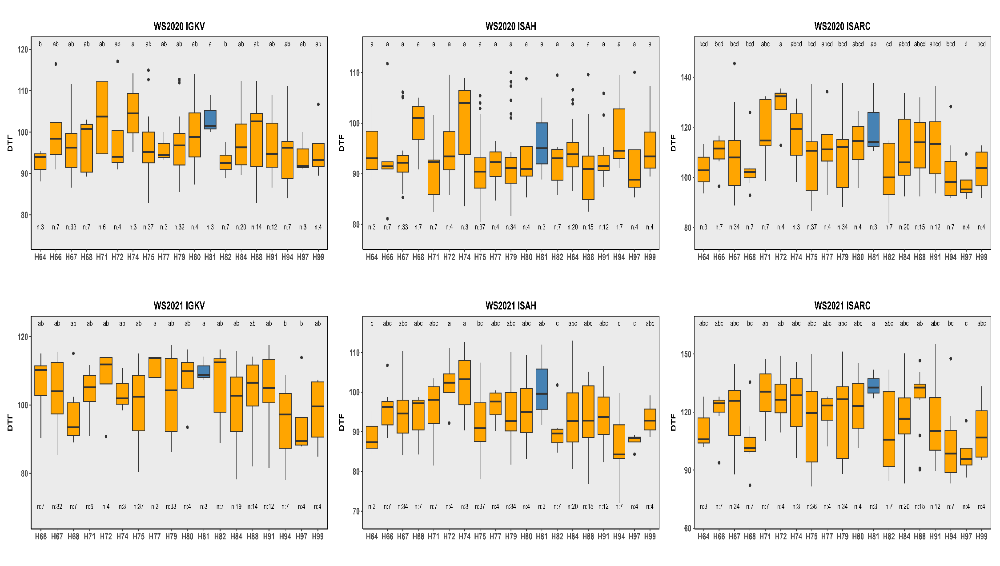 WS2020 IGKV
DTF
120
110
100
90
80
b ab ab ab ab ab a ab ab ab ab a b ab ab ab ab ab ab
n:3 n:7 n:33 n:7 n:6 n:4 n:3 n:37 n:3 n:32 n:4 n:3 n:7 n:20 n:14 n:12 n:7 n:3 n:4
H64 H66 H67 H68 H71 H72 H74 H75 H77 H79 H80 H81 H82 H84 H88 H91 H94 H97 H99
WS2020 ISAH
DTF
110
100
90
80
a a a a a a a a a a a a a a a a a a a
n:3 n:7 n:33 n:7 n:7 n:4 n:3 n:37 n:4 n:34 n:4 n:3 n:7 n:20 n:15 n:12 n:7 n:4 n:4
H64 H66 H67 H68 H71 H72 H74 H75 H77 H79 H80 H81 H82 H84 H88 H91 H94 H97 H99
WS2020 ISARC
DTF
140
120
100
80
bcd bcd bcd bcd abc a abcd bcd abcd bcd abcd ab cd abcd abcd abcd bcd d bcd
n:3 n:7 n:34 n:7 n:7 n:4 n:3 n:37 n:4 n:34 n:4 n:3 n:7 n:20 n:15 n:12 n:7 n:4 n:4
H64 H66 H67 H68 H71 H72 H74 H75 H77 H79 H80 H81 H82 H84 H88 H91 H94 H97 H99
WS2021 IGKV
DTF
120
100
80
ab ab ab ab ab ab ab a ab ab a ab ab ab ab b b ab
n:7 n:32 n:7 n:6 n:4 n:3 n:37 n:3 n:33 n:4 n:3 n:7 n:19 n:14 n:12 n:7 n:4 n:4
H66 H67 H68 H71 H72 H74 H75 H77 H79 H80 H81 H82 H84 H88 H91 H94 H97 H99
WS2021 ISAH
DTF
110
100
90
80
70
c abc abc abc abc a a bc abc abc abc ab c abc abc abc c c abc
n:3 n:7 n:34 n:7 n:7 n:4 n:3 n:37 n:4 n:34 n:4 n:3 n:7 n:20 n:15 n:12 n:7 n:4 n:4
H64 H66 H67 H68 H71 H72 H74 H75 H77 H79 H80 H81 H82 H84 H88 H91 H94 H97 H99
WS2021 ISARC
DTF
150
120
90
60
abc abc abc bc ab ab abc abc abc abc abc a abc abc ab abc bc c abc
n:3 n:7 n:34 n:7 n:7 n:4 n:3 n:36 n:4 n:34 n:4 n:3 n:7 n:20 n:15 n:12 n:7 n:4 n:4
H64 H66 H67 H68 H71 H72 H74 H75 H77 H79 H80 H81 H82 H84 H88 H91 H94 H97 H99